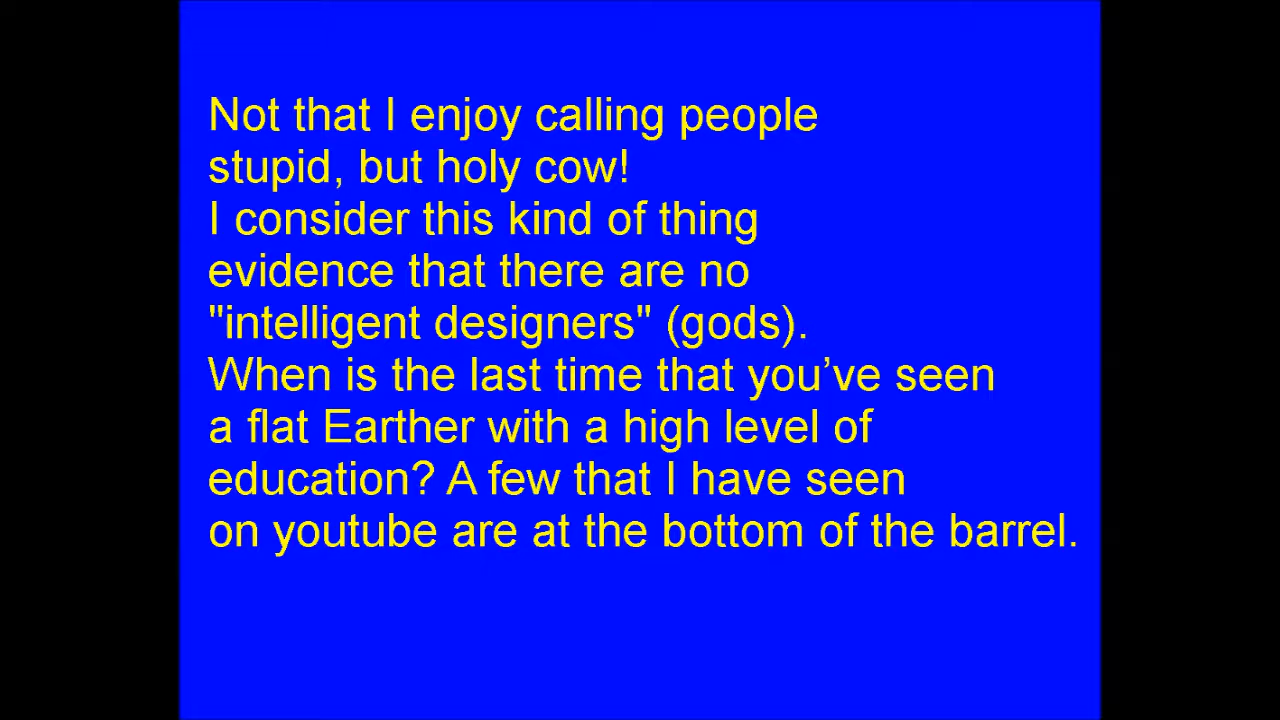 Not that I enjoy calling people
stupid, but holy cow!
I consider this kind of thing
evidence that there are no
"intelligent designers" (gods).
When is the last time that you’ve seen
a flat Earther with a high level of
education? A few that I have seen
on youtube are at the bottom of the barrel.